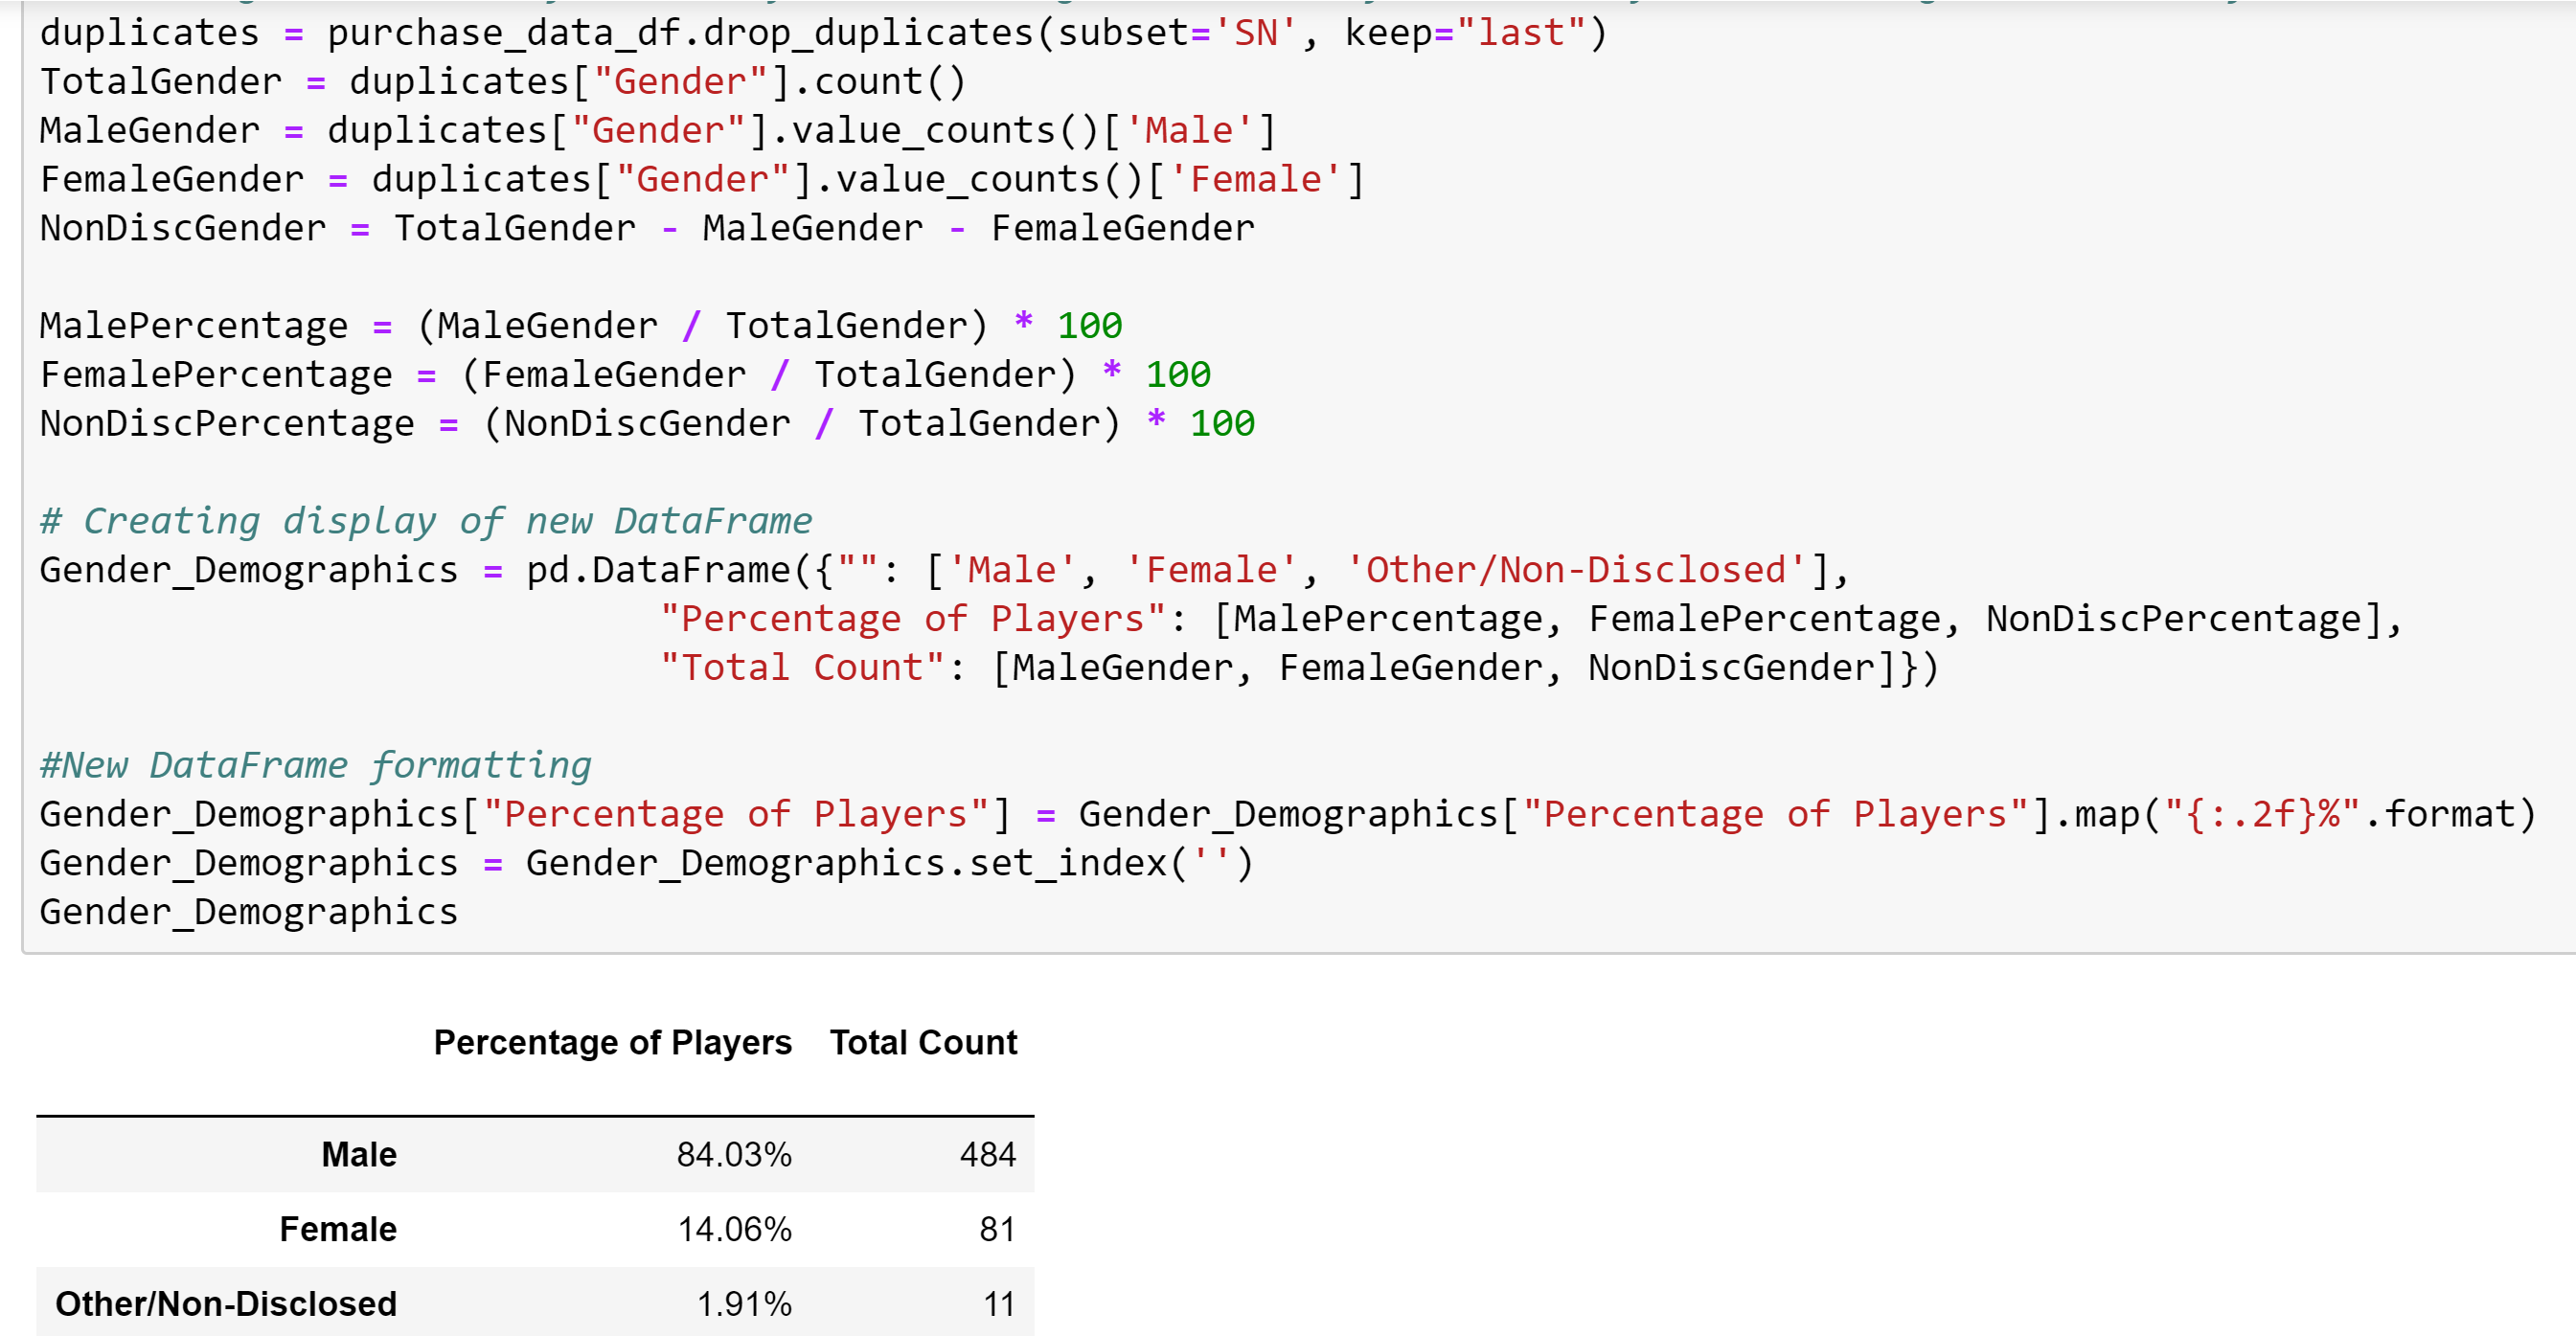 duplicates = purchase_data_df.drop_duplicates(subset='SN', keep="last")
TotalGender = duplicates["Gender"].count()
MaleGender = duplicates["Gender"].value_counts()['Male']
FemaleGender = duplicates["Gender"].value_counts()['Female']
NonDiscGender = TotalGender - MaleGender - FemaleGender
MalePercentage = (MaleGender / TotalGender) * 100
FemalePercentage = (FemaleGender / TotalGender) * 100
NonDiscPercentage = (NonDiscGender / TotalGender) * 100
# Creating display of new DataFrame
Gender_Demographics = pd.DataFrame({"": ['Male', 'Female', 'Other/Non-Disclosed'],
"Percentage of Players": [MalePercentage, FemalePercentage, NonDiscPercentage],
"Total Count": [MaleGender, FemaleGender, NonDiscGender]})
#New DataFrame formatting
Gender_Demographics["Percentage of Players"] = Gender_Demographics["Percentage of Players"].map("{:.2f}%".format)
Gender_Demographics = Gender_Demographics.set_index('')
Gender_Demographics
Percentage of Players Total Count
Male 84.03% 484
Female 14.06% 81
Other/Non-Disclosed 1.91% 11